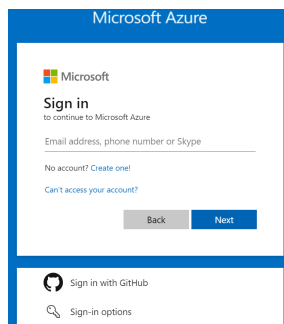 Microsoft Azure
Microsoft
Sign in
to continue to Microsoft Azure
Email address, phone number or Skype
No account? Create one!
Can't access your account?
Back Next
Sign in with GitHub
Sign-in options